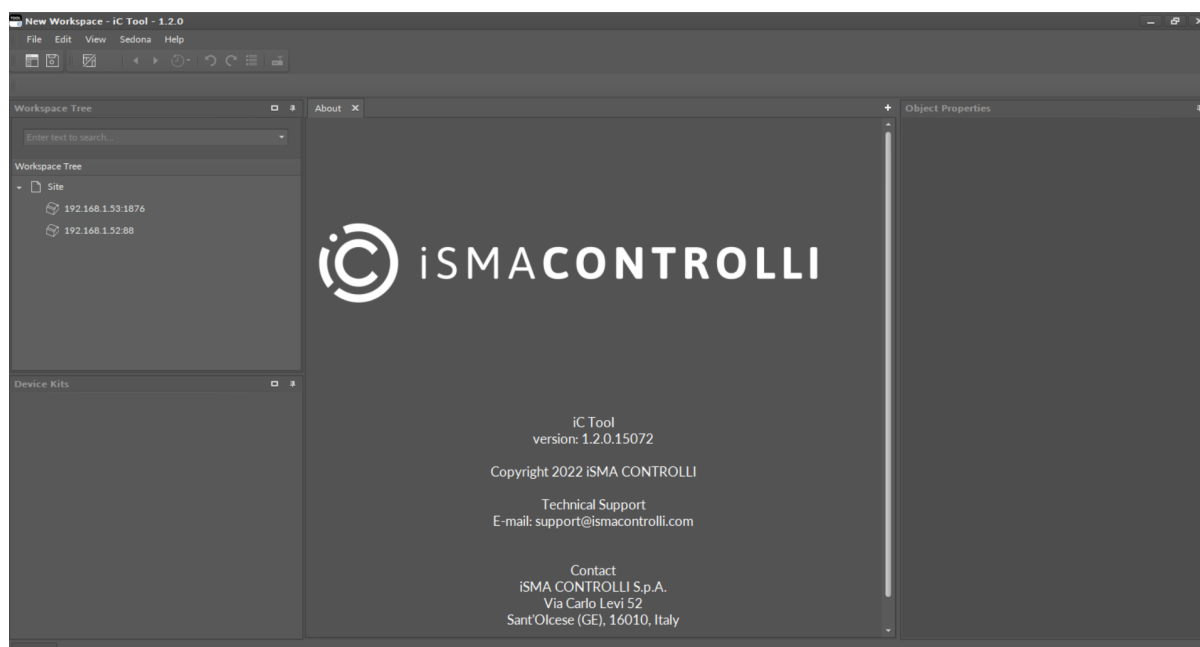 New Workspace - iC Tool - 1.2.0
File Edit View Sedona Help
Workspace Tree
About
Object Properties
Enter text to search...
Workspace Tree
Site
192.168.1.53:1876
192.168.1.52:88
iSMACONTROLLI
Device Kits
iC Tool
version: 1.2.0.15072
Copyright 2022 iSMA CONTROLLI
Technical Support
E-mail: support@ismacontrolli.com
Contact
iSMA CONTROLLI S.p.A.
Via Carlo Levi 52
Sant'Olcese (GE), 16010, Italy